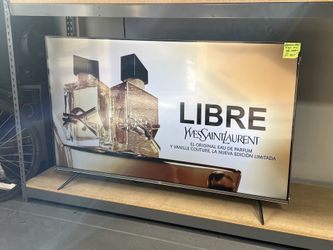 LIBRE
YVESSAINTLAURENT
EL ORIGINAL EAU DE PARFUM
Y VANILLE COUTURE, LA NUEVA EDICIÓN LIMITADA